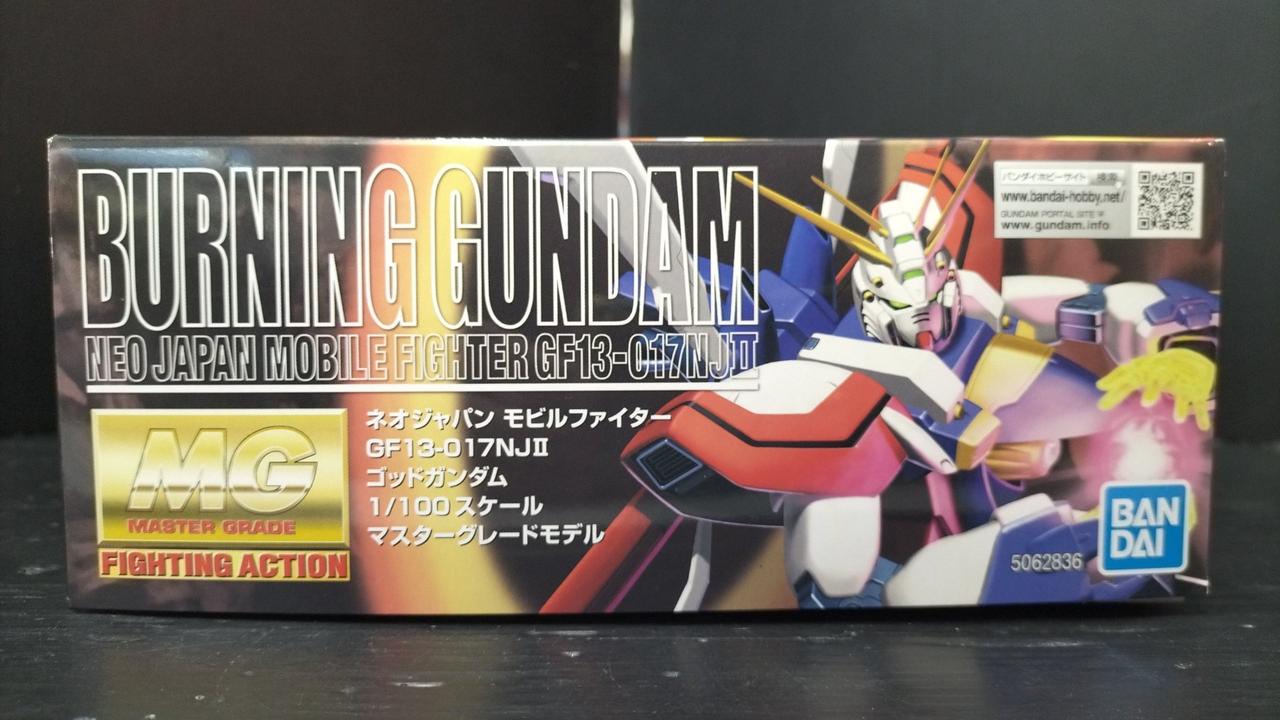 BURNING GUNDAM
NEO JAPAN MOBILE FIGHTER GF13-017NJⅡ
MG
MASTER GRADE
FIGHTING ACTION
ネオジャパン モビルファイター
GF13-017NJⅡ
ゴッドガンダム
1/100スケール
マスターグレードモデル
バンダイホビーサイト 検索
www.bandai-hobby.net/
GUNDAM PORTAL SITE
www.gundam.info
5062836
BAN
DAI